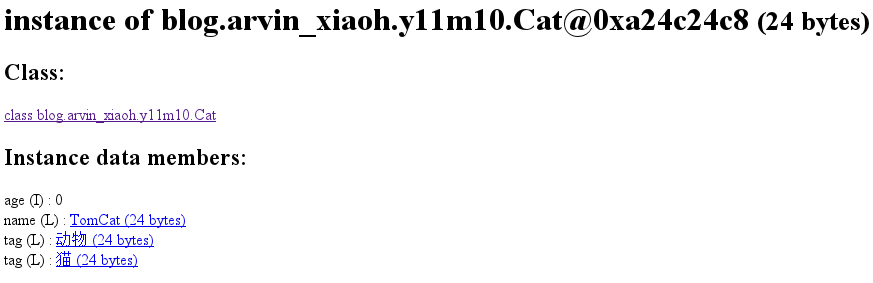 instance of blog.arvin_xiaoh.y11m10.Cat@0xa24c24c8 (24 bytes)
Class:
class blog.arvin_xiaoh.y11m10.Cat
Instance data members:
age (I) : 0
name (L) : TomCat (24 bytes)
tag (L) : 动物 (24 bytes)
tag (L) : 猫 (24 bytes)